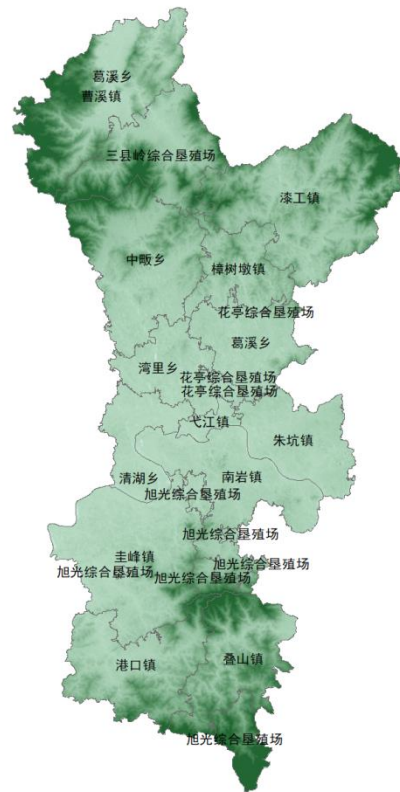 葛溪乡
曹溪镇
三县岭综合垦殖场
漆工镇
中畈乡
樟树墩镇
花亭综合垦殖场
葛溪乡
湾里乡
花亭综合垦殖场
花亭综合垦殖场
弋江镇
朱坑镇
清湖乡
南岩镇
旭光综合垦殖场
旭光综合垦殖场
圭峰镇
旭光综合垦殖场
旭光综合垦殖场
旭光综合垦殖场
港口镇
叠山镇
旭光综合垦殖场